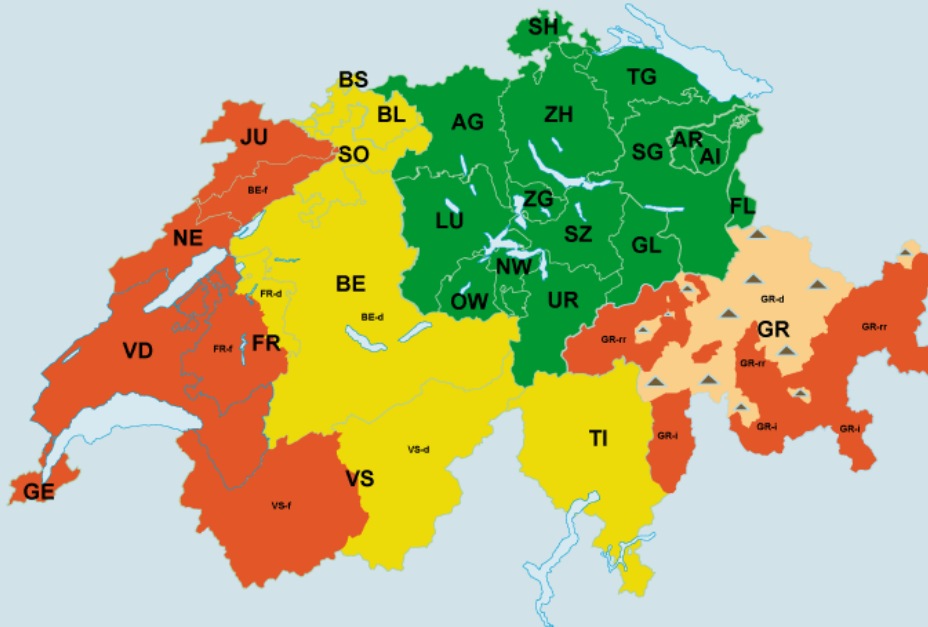 SH
BS
TG
BL
AG
ZH
JU
AR
SO
SG
AI
BE-f
ZG
FL
LU
NE
SZ
GL
NW
BE
FR-d
OW
UR
GR-d
BE-d
GR
GR-rr
VD
FR-f
FR
GR-rr
GR-rr
GR-i
GR-i
TI
GR-i
VS-d
VS
GE
VS-f